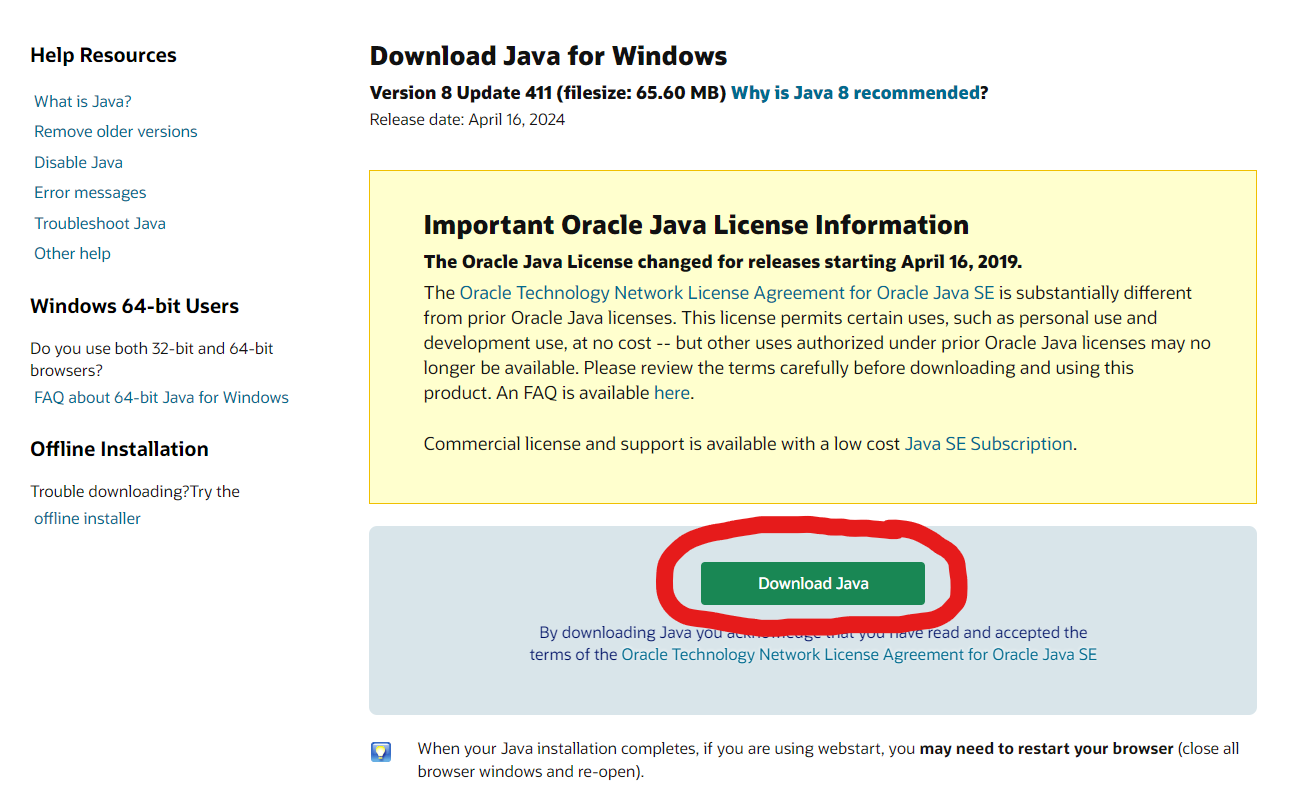 Help Resources
What is Java?
Remove older versions
Disable Java
Error messages
Troubleshoot Java
Other help
Windows 64-bit Users
Do you use both 32-bit and 64-bit
browsers?
FAQ about 64-bit Java for Windows
Offline Installation
Trouble downloading?Try the
offline installer
Download Java for Windows
Version 8 Update 411 (filesize: 65.60 MB) Why is Java 8 recommended?
Release date: April 16, 2024
Important Oracle Java License Information
The Oracle Java License changed for releases starting April 16, 2019.
The Oracle Technology Network License Agreement for Oracle Java SE is substantially different
from prior Oracle Java licenses. This license permits certain uses, such as personal use and
development use, at no cost -- but other uses authorized under prior Oracle Java licenses may no
longer be available. Please review the terms carefully before downloading and using this
product. An FAQ is available here.
Commercial license and support is available with a low cost Java SE Subscription.
Download Java
By downloading Java you acknowledge that you have read and accepted the
terms of the Oracle Technology Network License Agreement for Oracle Java SE
When your Java installation completes, if you are using webstart, you may need to restart your browser (close all
browser windows and re-open).